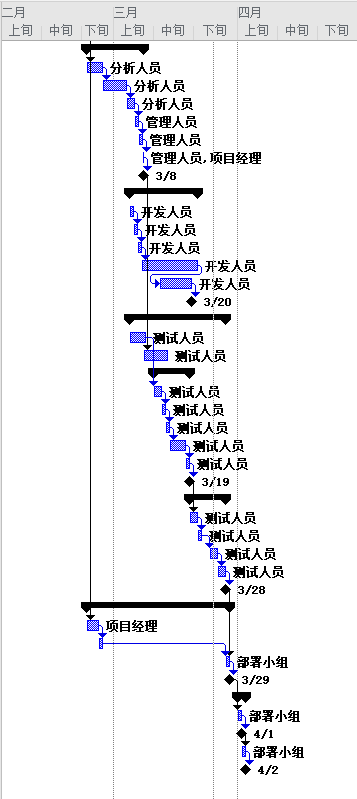 二月 三月 四月
上旬 中旬 下旬 上旬 中旬 下旬 上旬 中旬 下旬
分析人员
分析人员
分析人员
管理人员
管理人员
管理人员,项目经理
3/8
开发人员
开发人员
开发人员
开发人员
开发人员
3/20
测试人员
测试人员
测试人员
测试人员
测试人员
测试人员
测试人员
3/19
测试人员
测试人员
测试人员
测试人员
3/28
项目经理
部署小组
3/29
部署小组
4/1
部署小组
4/2